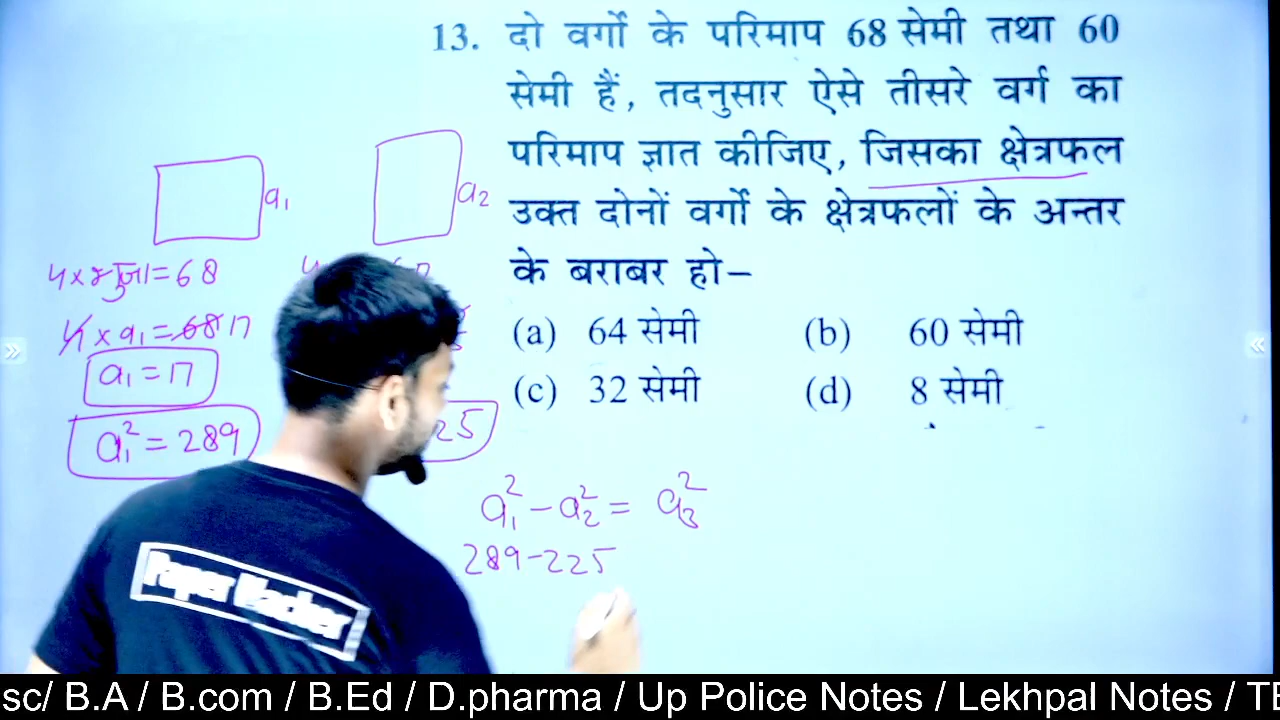 13. दो वर्गों के परिमाप 68 सेमी तथा 60
सेमी हैं, तदनुसार ऐसे तीसरे वर्ग का
परिमाप ज्ञात कीजिए, जिसका क्षेत्रफल
उक्त दोनों वर्गों के क्षेत्रफलों के अन्तर
के बराबर हो–
(a) 64 सेमी (b) 60 सेमी
(c) 32 सेमी (d) 8 सेमी
a₁
a₂
4×भुजा=68
4×a₁=68 17
a₁=17
a₁²=289
25
a₁²-a₂²=a₃²
289-225
Paper Hacker
sc/ B.A / B.com / B.Ed / D.pharma / Up Police Notes / Lekhpal Notes / TE